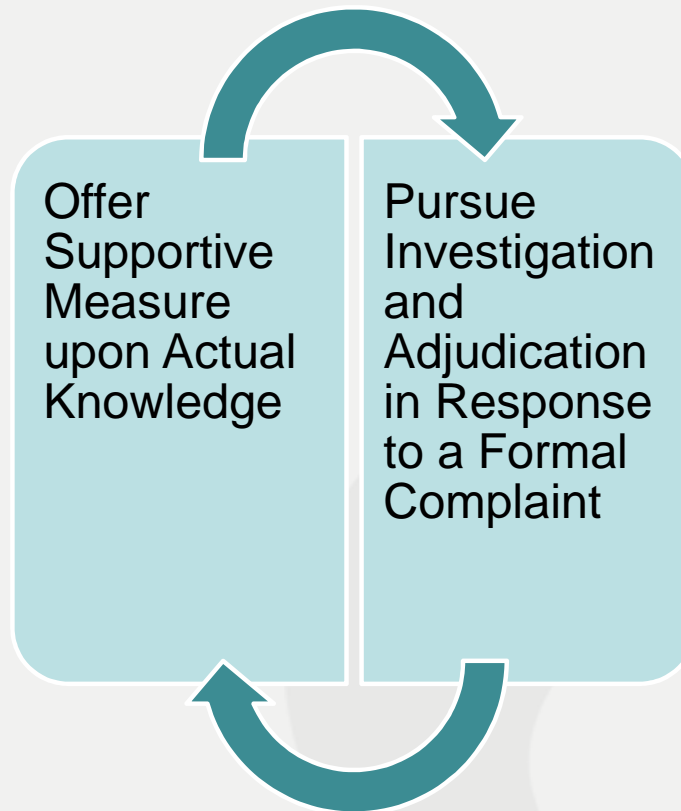 Offer
Supportive
Measure
upon Actual
Knowledge
Pursue
Investigation
and
Adjudication
in Response
to a Formal
Complaint